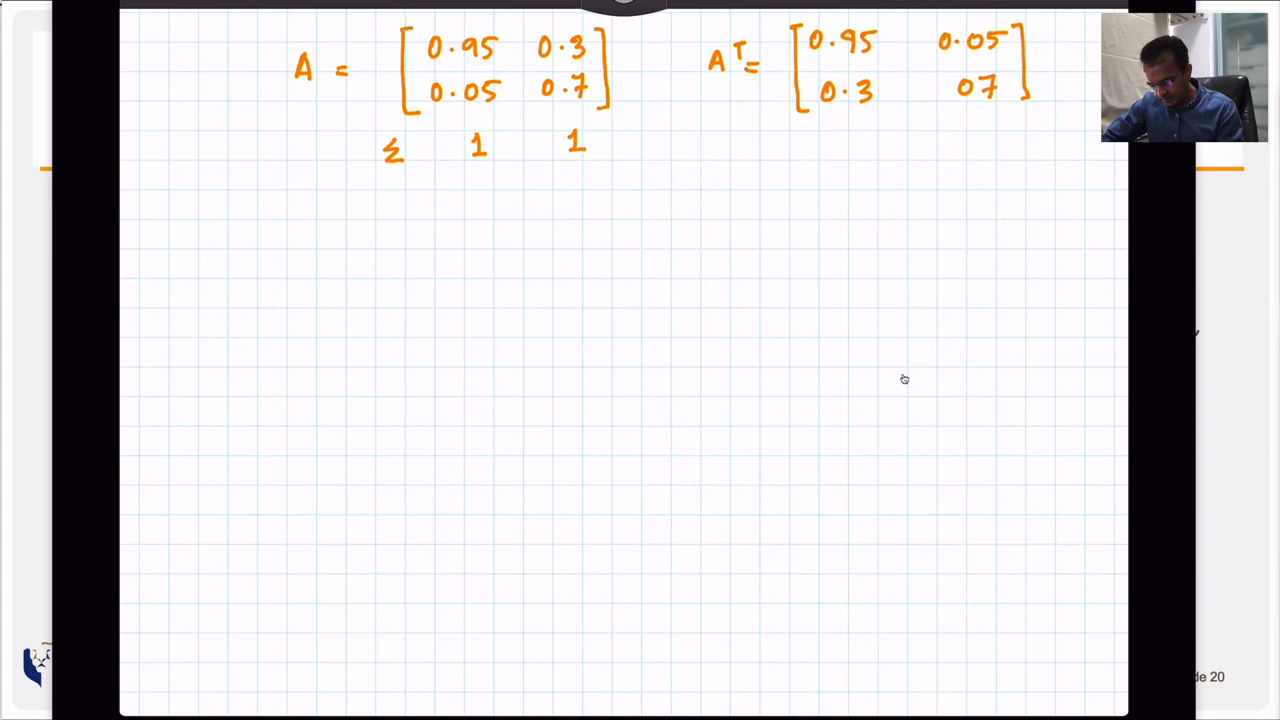 A = [0.95 0.3
0.05 0.7]
Σ 1 1
Aᵀ = [0.95 0.05
0.3 07]
de 20